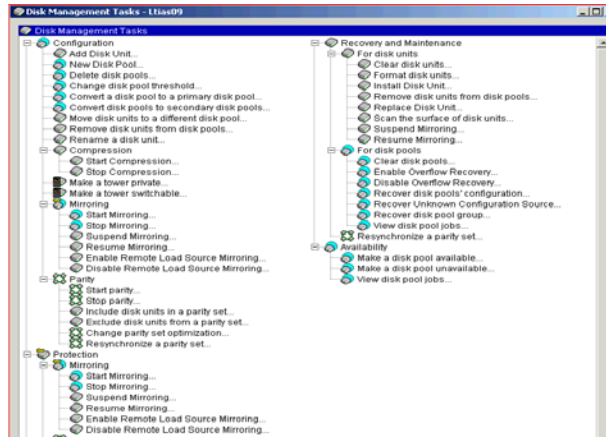 Disk Management Tasks - Ltias09
Disk Management Tasks
Configuration
Add Disk Unit...
New Disk Pool...
Delete disk pools...
Change disk pool threshold...
Convert a disk pool to a primary disk pool...
Convert disk pools to secondary disk pools...
Move disk units to a different disk pool...
Remove disk units from disk pools...
Rename a disk unit...
Compression
Start Compression...
Stop Compression...
Make a tower private...
Make a tower switchable...
Mirroring
Start Mirroring...
Stop Mirroring...
Suspend Mirroring...
Resume Mirroring...
Enable Remote Load Source Mirroring...
Disable Remote Load Source Mirroring...
Parity
Start parity...
Stop parity...
Include disk units in a parity set...
Exclude disk units from a parity set...
Change parity set optimization...
Resynchronize a parity set...
Protection
Mirroring
Start Mirroring...
Stop Mirroring...
Suspend Mirroring...
Resume Mirroring...
Enable Remote Load Source Mirroring...
Disable Remote Load Source Mirroring...
Recovery and Maintenance
For disk units
Clear disk units...
Format disk units...
Install Disk Unit...
Remove disk units from disk pools...
Replace Disk Unit...
Scan the surface of disk units...
Suspend Mirroring...
Resume Mirroring...
For disk pools
Clear disk pools...
Enable Overflow Recovery...
Disable Overflow Recovery...
Recover disk pools' configuration...
Recover Unknown Configuration Source...
Recover disk pool group...
View disk pool jobs...
Resynchronize a parity set...
Availability
Make a disk pool available...
Make a disk pool unavailable...
View disk pool jobs...